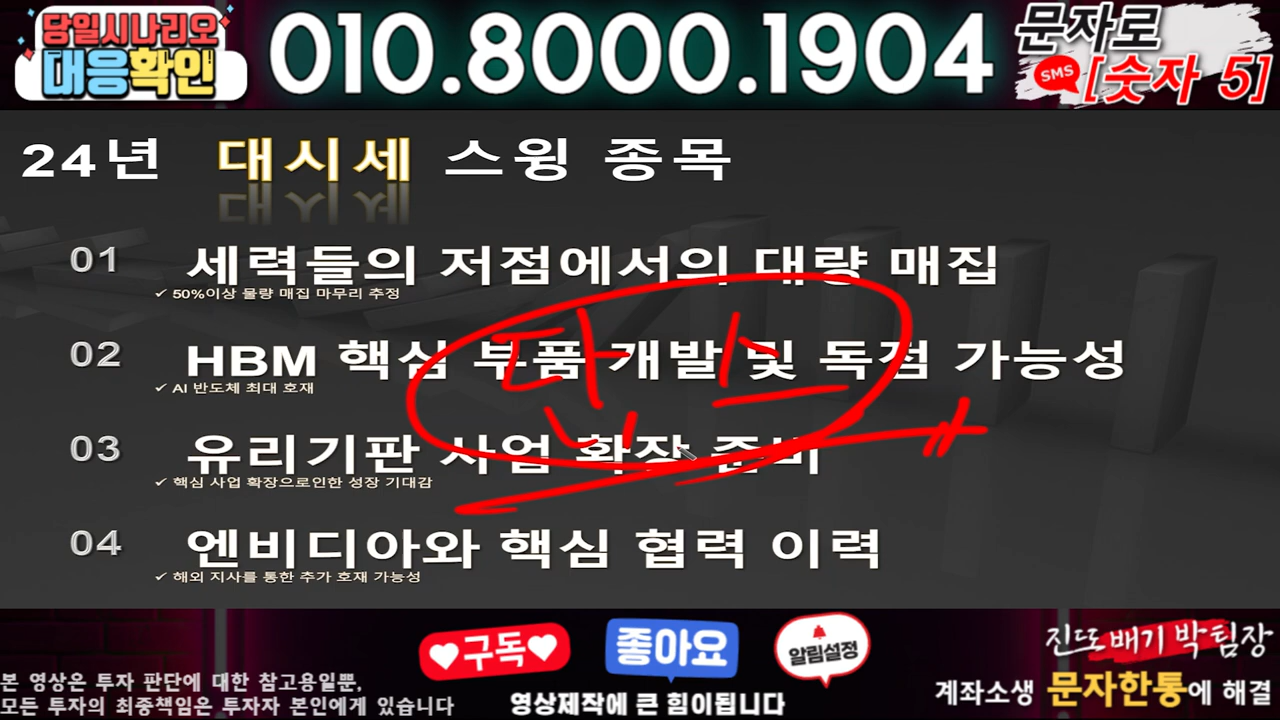 당일시나리오
대응확인
010.8000.1904
문자로
SMS [숫자 5]
24년 대시세 스윙 종목
01 세력들의 저점에서의 대량 매집
✓ 50%이상 물량 매집 마무리 추정
02 HBM 핵심 부품 개발 및 독점 가능성
✓ AI 반도체 최대 호재
단 스
03 유리기판 사업 확장 준비
✓ 핵심 사업 확장으로인한 성장 기대감
04 엔비디아와 핵심 협력 이력
✓ 해외 지사를 통한 추가 호재 가능성
구독
좋아요
알림설정
영상제작에 큰 힘이됩니다
본 영상은 투자 판단에 대한 참고용일뿐,
모든 투자의 최종책임은 투자자 본인에게 있습니다
진또배기 박팀장
계좌소생 문자한통에 해결